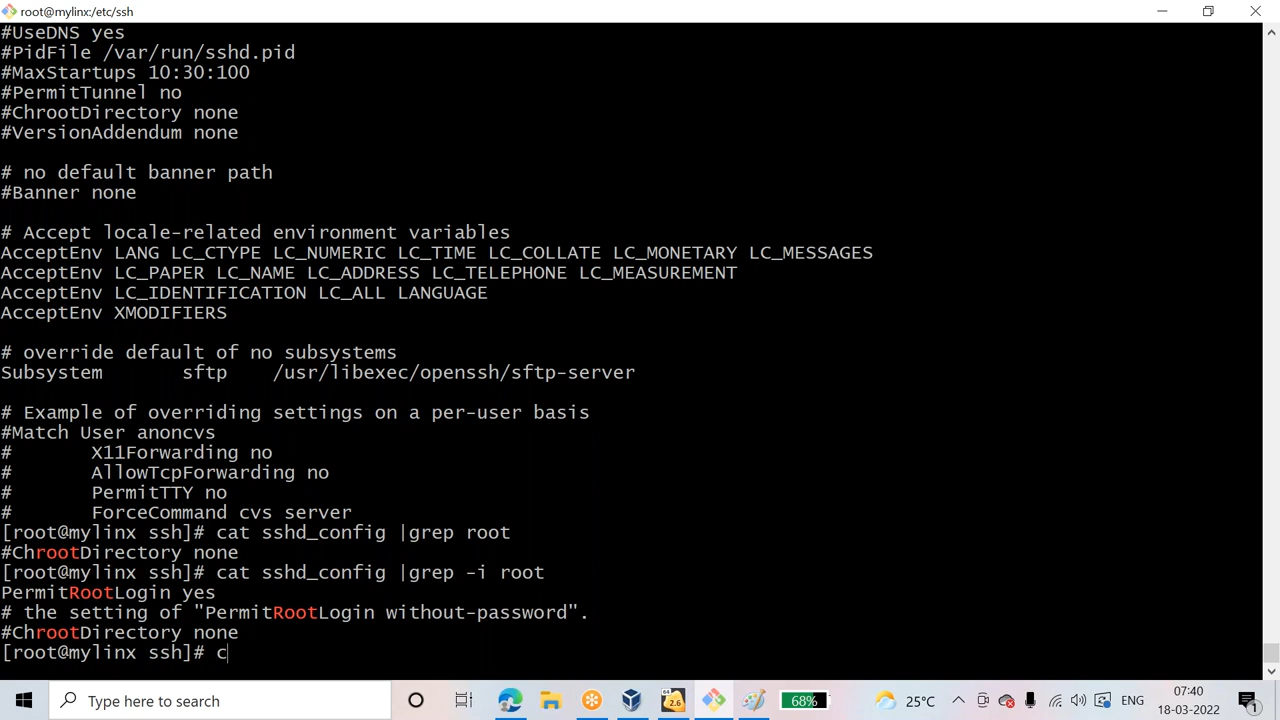 root@mylinx:/etc/ssh
#UseDNS yes
#PidFile /var/run/sshd.pid
#MaxStartups 10:30:100
#PermitTunnel no
#ChrootDirectory none
#VersionAddendum none
# no default banner path
#Banner none
# Accept locale-related environment variables
AcceptEnv LANG LC_CTYPE LC_NUMERIC LC_TIME LC_COLLATE LC_MONETARY LC_MESSAGES
AcceptEnv LC_PAPER LC_NAME LC_ADDRESS LC_TELEPHONE LC_MEASUREMENT
AcceptEnv LC_IDENTIFICATION LC_ALL LANGUAGE
AcceptEnv XMODIFIERS
# override default of no subsystems
Subsystem       sftp    /usr/libexec/openssh/sftp-server
# Example of overriding settings on a per-user basis
#Match User anoncvs
#       X11Forwarding no
#       AllowTcpForwarding no
#       PermitTTY no
#       ForceCommand cvs server
[root@mylinx ssh]# cat sshd_config |grep root
#ChrootDirectory none
[root@mylinx ssh]# cat sshd_config |grep -i root
PermitRootLogin yes
# the setting of "PermitRootLogin without-password".
#ChrootDirectory none
[root@mylinx ssh]# c
Type here to search
64
2.6
68%
25°C
ENG
07:40
18-03-2022
1